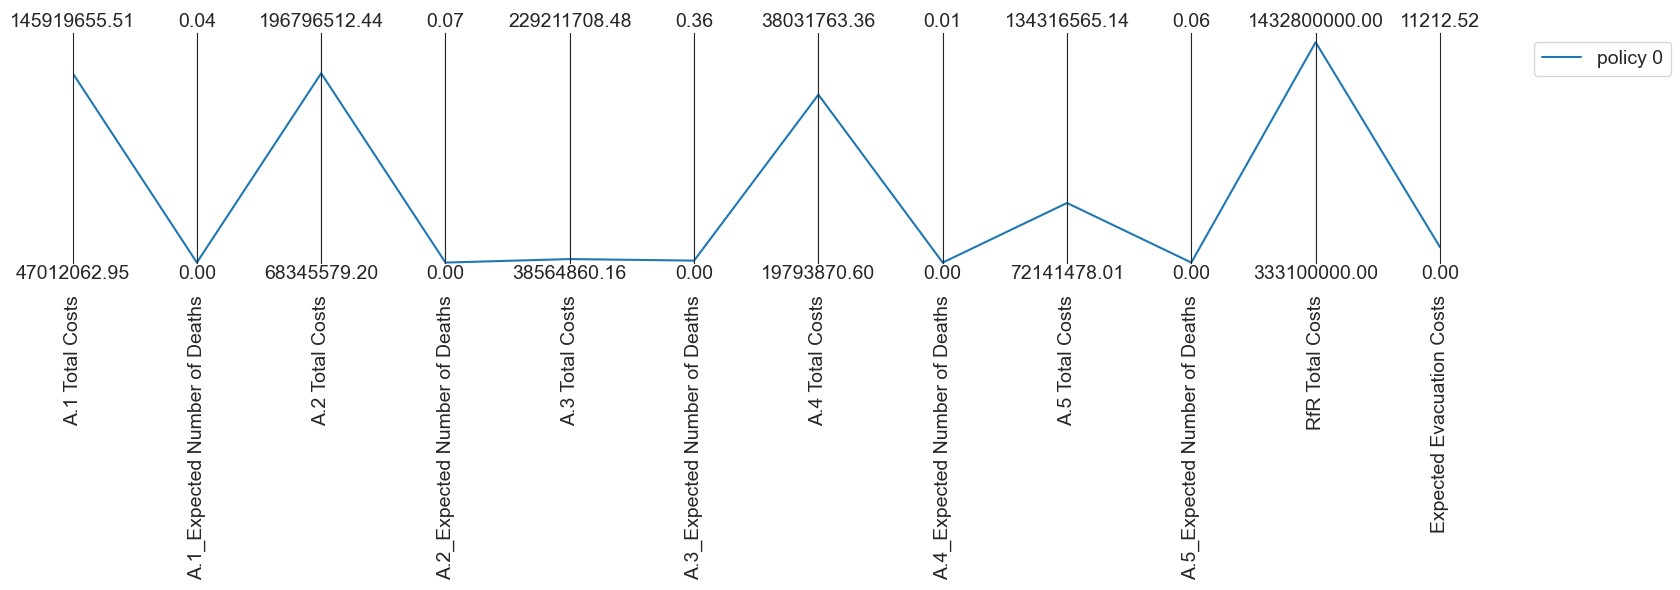 145919655.51 0.04 196796512.44 0.07 229211708.48 0.36 38031763.36 0.01 134316565.14 0.06 1432800000.00 11212.52
policy 0
47012062.95 0.00 68345579.20 0.00 38564860.16 0.00 19793870.60 0.00 72141478.01 0.00 333100000.00 0.00
A.1 Total Costs
A.1_Expected Number of Deaths
A.2 Total Costs
A.2_Expected Number of Deaths
A.3 Total Costs
A.3_Expected Number of Deaths
A.4 Total Costs
A.4_Expected Number of Deaths
A.5 Total Costs
A.5_Expected Number of Deaths
RfR Total Costs
Expected Evacuation Costs